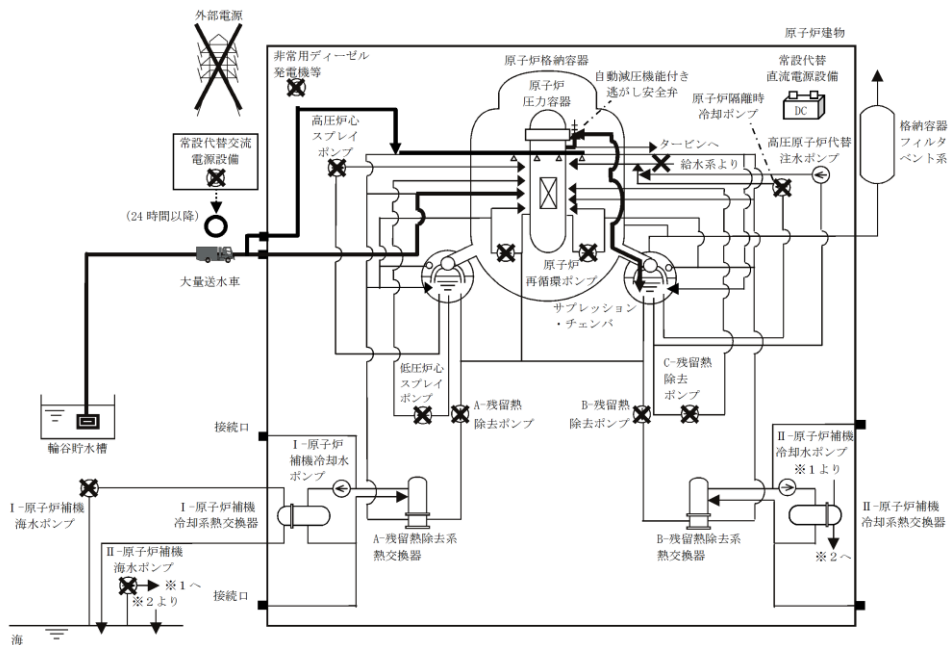 外部電源
原子炉建物
非常用ディーゼル
発電機等
原子炉格納容器
原子炉
圧力容器
自動減圧機能付き
逃がし安全弁
常設代替
直流電源設備
DC
原子炉隔離時
冷却ポンプ
高圧炉心
スプレイ
ポンプ
タービンへ
給水系より
高圧原子炉代替
注水ポンプ
格納容器
フィルタ
ベント系
常設代替交流
電源設備
(24 時間以降)
大量送水車
原子炉
再循環ポンプ
サプレッション
・チェンバ
輪谷貯水槽
低圧炉心
スプレイ
ポンプ
A-残留熱
除去ポンプ
B-残留熱
除去ポンプ
C-残留熱
除去
ポンプ
接続口
Ⅰ-原子炉
補機冷却水
ポンプ
Ⅱ-原子炉補機
冷却水ポンプ
※1より
Ⅰ-原子炉補機
海水ポンプ
Ⅰ-原子炉補機
冷却系熱交換器
A-残留熱除去系
熱交換器
B-残留熱除去系
熱交換器
Ⅱ-原子炉補機
冷却系熱交換器
※2へ
Ⅱ-原子炉補機
海水ポンプ
※1へ
※2より
接続口
海